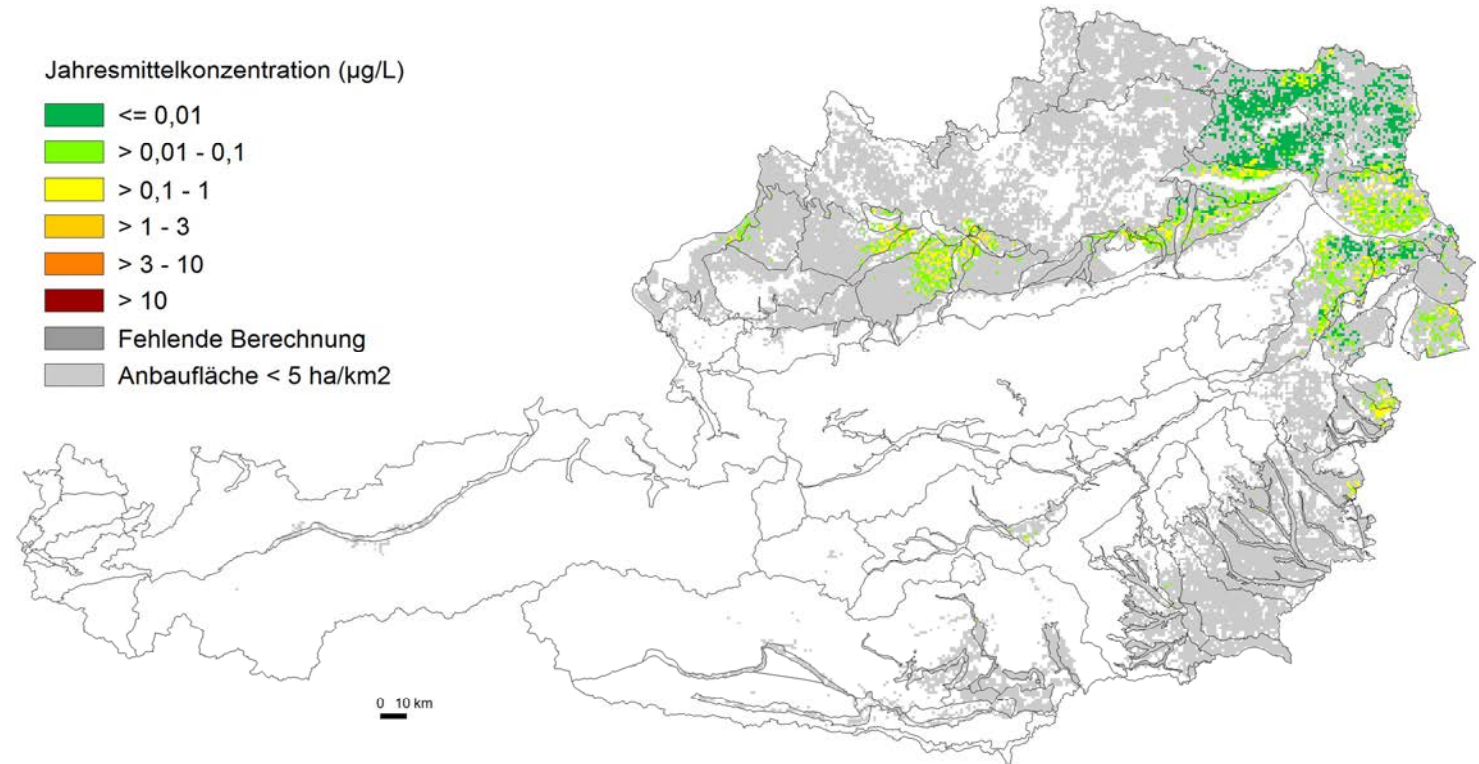 Jahresmittelkonzentration (µg/L)
<= 0,01
> 0,01 - 0,1
> 0,1 - 1
> 1 - 3
> 3 - 10
> 10
Fehlende Berechnung
Anbaufläche < 5 ha/km2
0 10 km